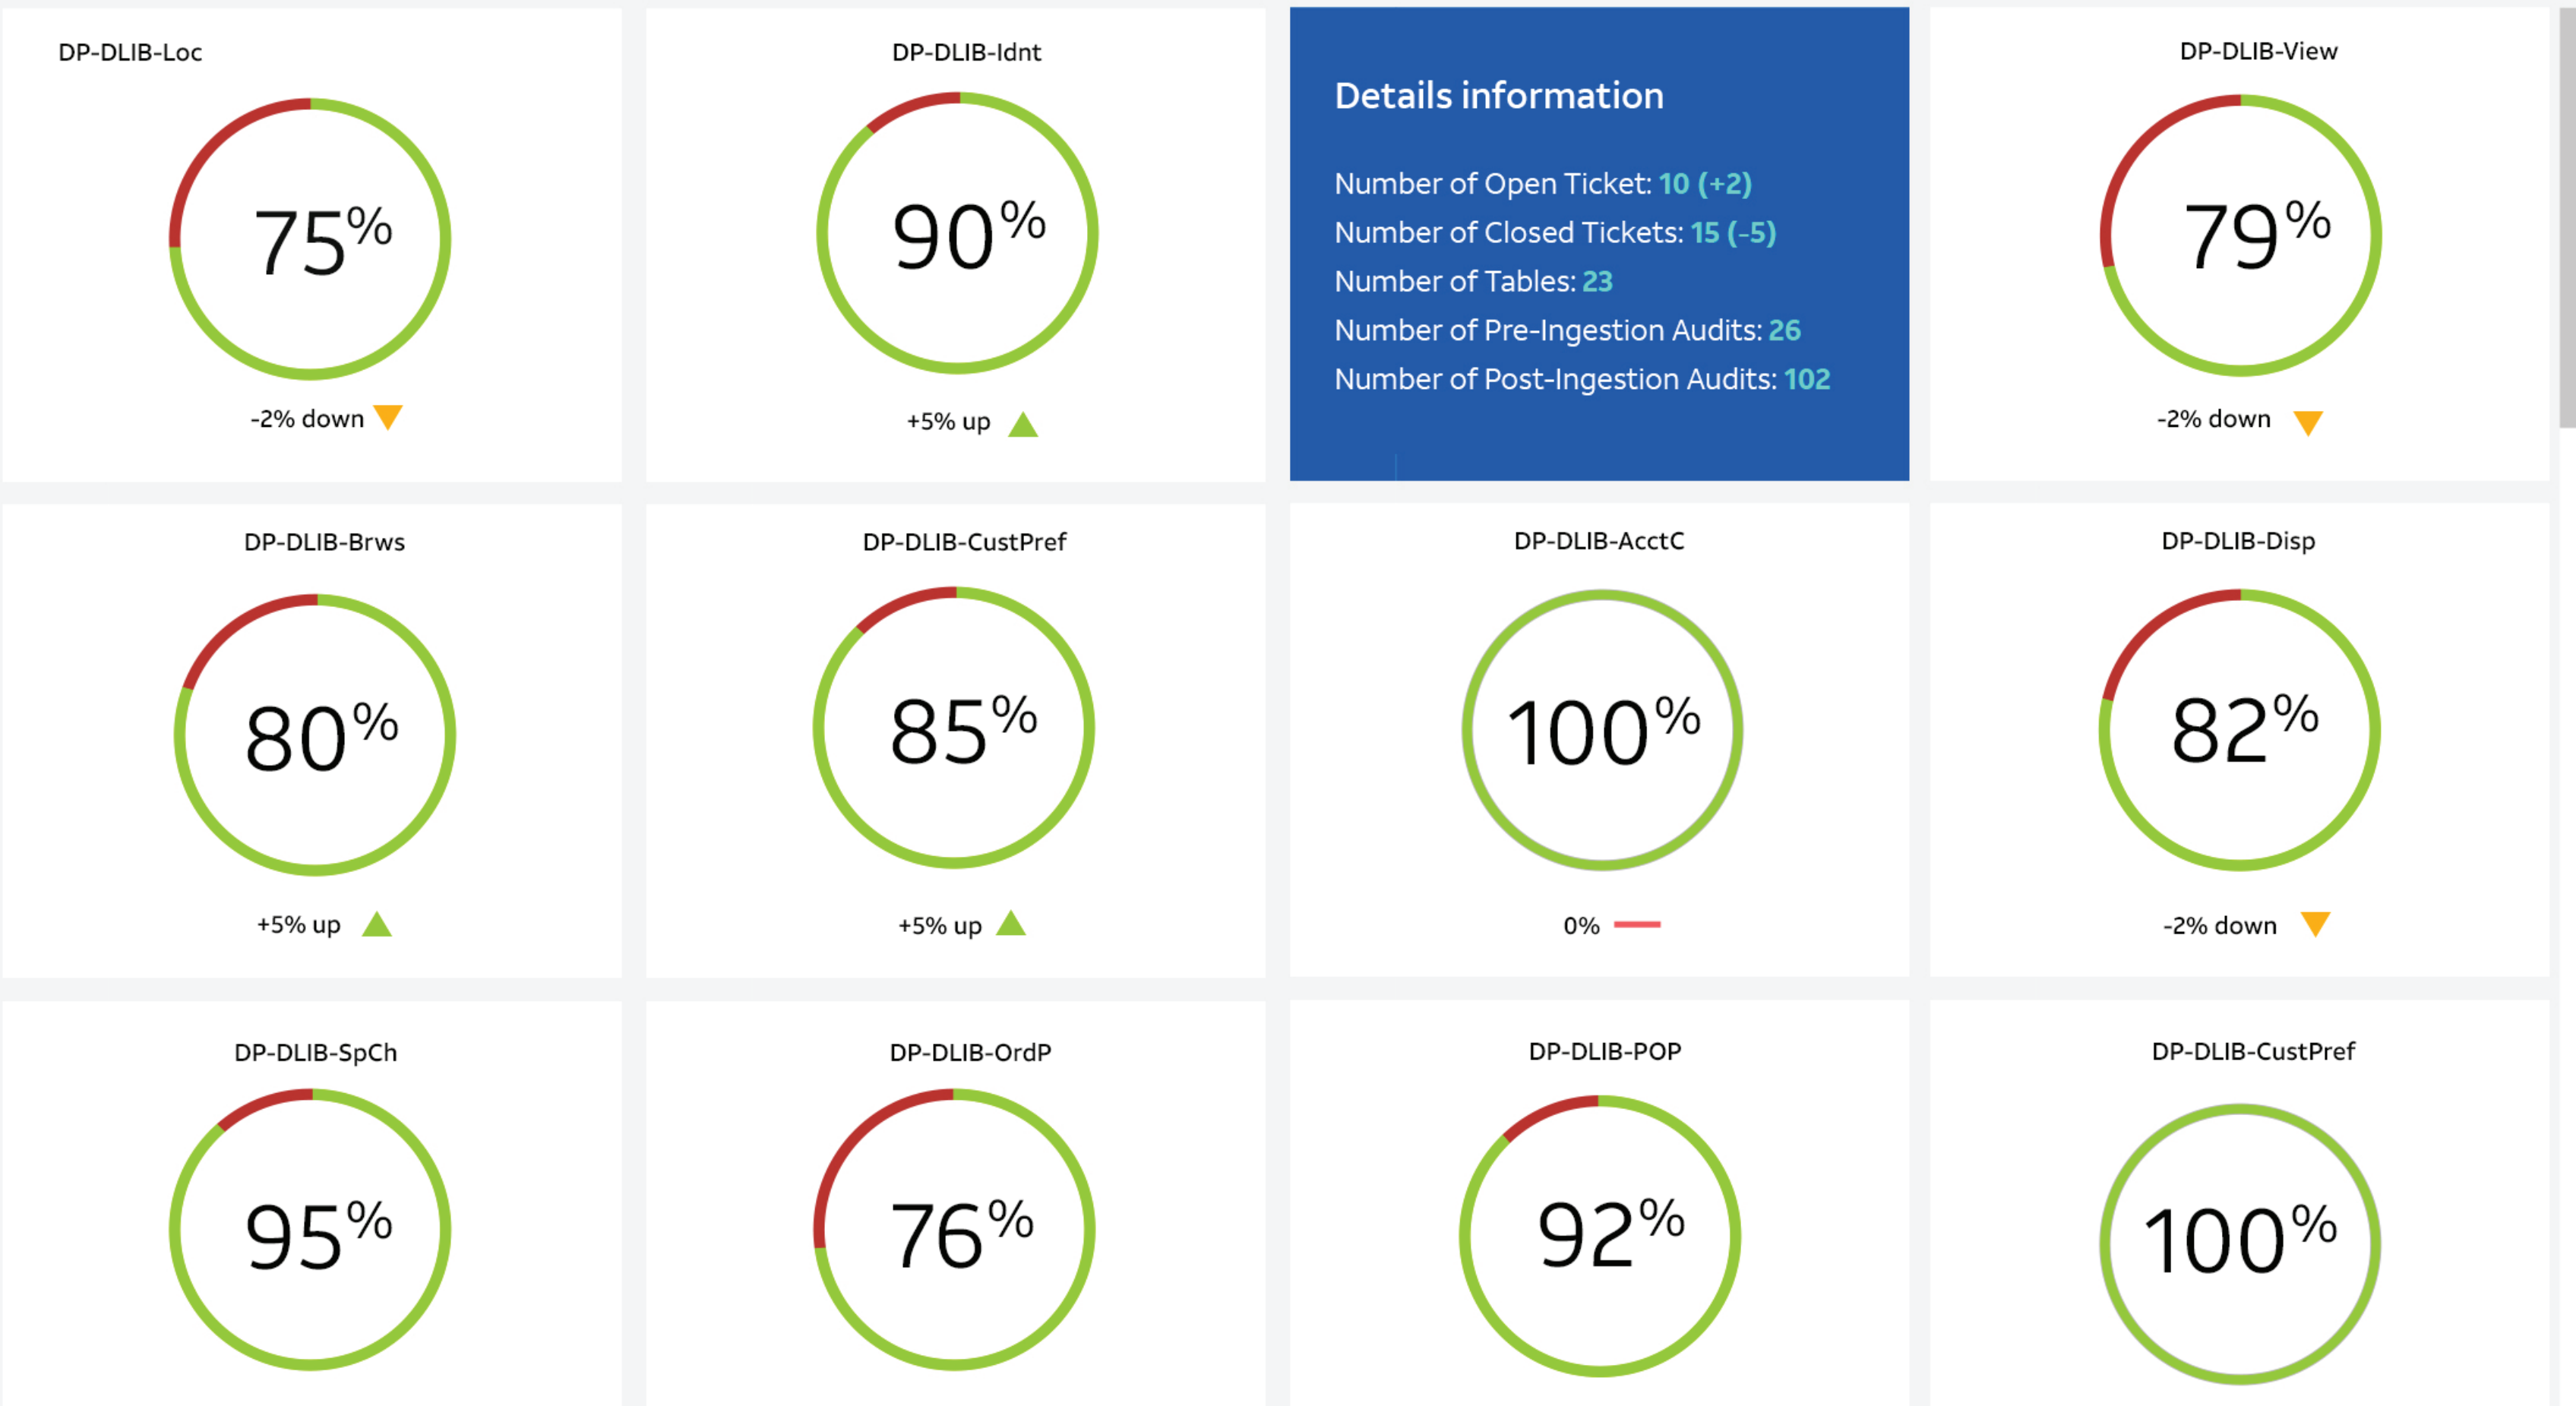 DP-DLIB-Loc
75%
-2% down
DP-DLIB-Idnt
90%
+5% up
Details information
Number of Open Ticket: 10 (+2)
Number of Closed Tickets: 15 (-5)
Number of Tables: 23
Number of Pre-Ingestion Audits: 26
Number of Post-Ingestion Audits: 102
DP-DLIB-View
79%
-2% down
DP-DLIB-Brws
80%
+5% up
DP-DLIB-CustPref
85%
+5% up
DP-DLIB-AcctC
100%
0%
DP-DLIB-Disp
82%
-2% down
DP-DLIB-SpCh
95%
DP-DLIB-OrdP
76%
DP-DLIB-POP
92%
DP-DLIB-CustPref
100%